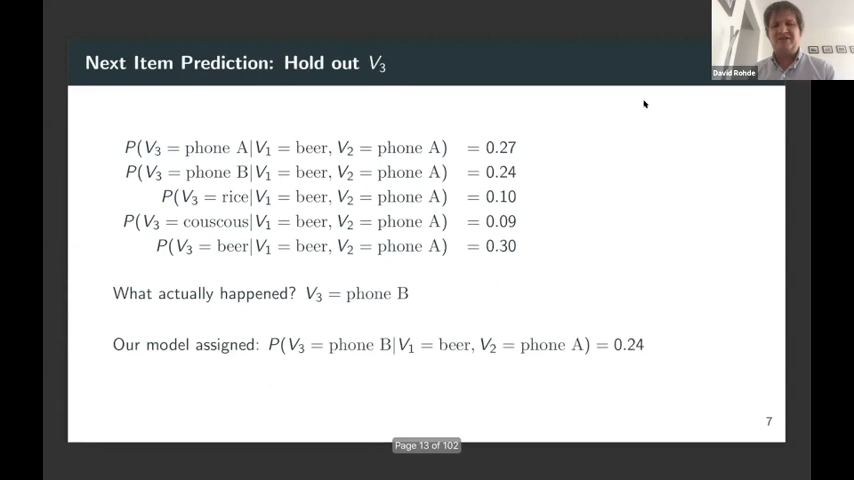 Next Item Prediction: Hold out V₃
David Rohde
P(V₃ = phone A|V₁ = beer, V₂ = phone A) = 0.27
P(V₃ = phone B|V₁ = beer, V₂ = phone A) = 0.24
P(V₃ = rice|V₁ = beer, V₂ = phone A) = 0.10
P(V₃ = couscous|V₁ = beer, V₂ = phone A) = 0.09
P(V₃ = beer|V₁ = beer, V₂ = phone A) = 0.30
What actually happened? V₃ = phone B
Our model assigned: P(V₃ = phone B|V₁ = beer, V₂ = phone A) = 0.24
7
Page 13 of 102